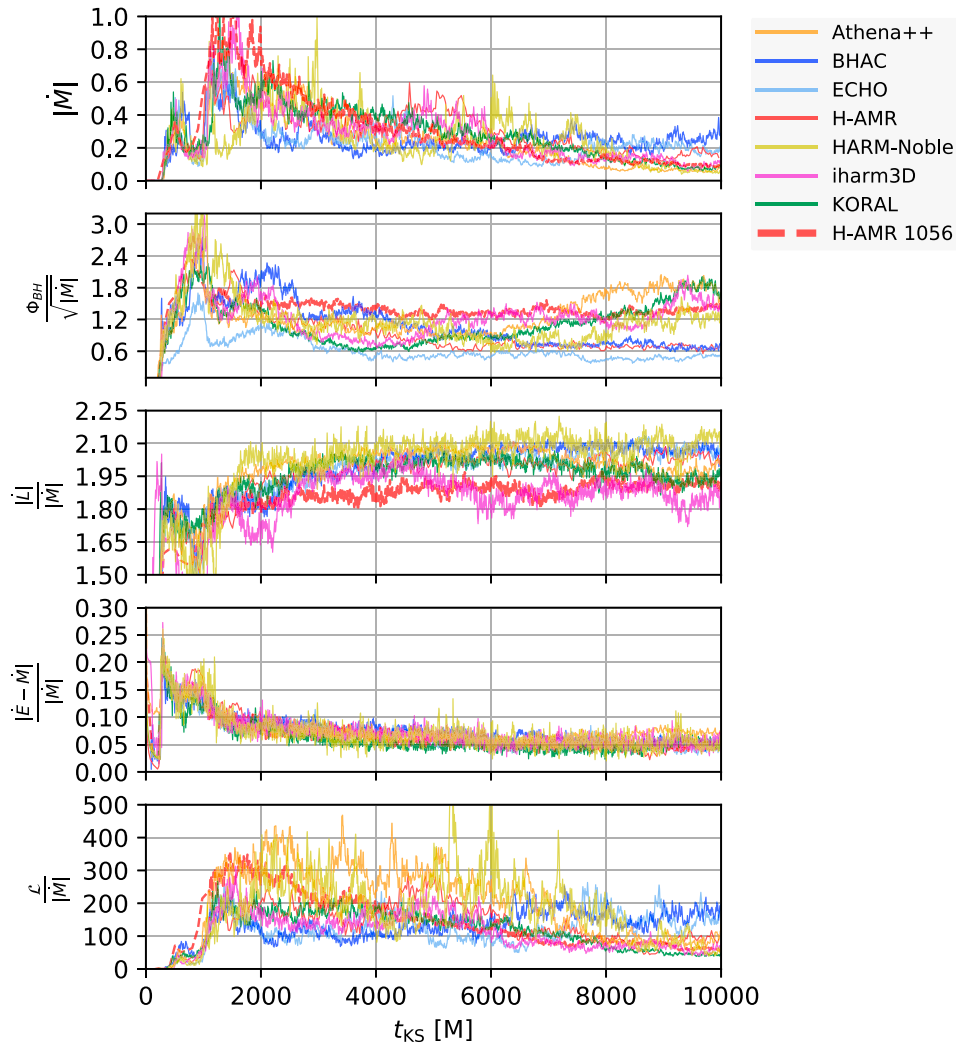 1.0
0.8
0.6
0.4
0.2
0.0
|Ṁ|
3.0
2.4
1.8
1.2
0.6
Φ_BH / √|Ṁ|
2.25
2.10
1.95
1.80
1.65
1.50
|L̇| / |Ṁ|
0.30
0.25
0.20
0.15
0.10
0.05
0.00
|Ė − Ṁ| / |Ṁ|
500
400
300
200
100
0
ℒ / |Ṁ|
0 2000 4000 6000 8000 10000
t_KS [M]
Athena++
BHAC
ECHO
H-AMR
HARM-Noble
iharm3D
KORAL
H-AMR 1056